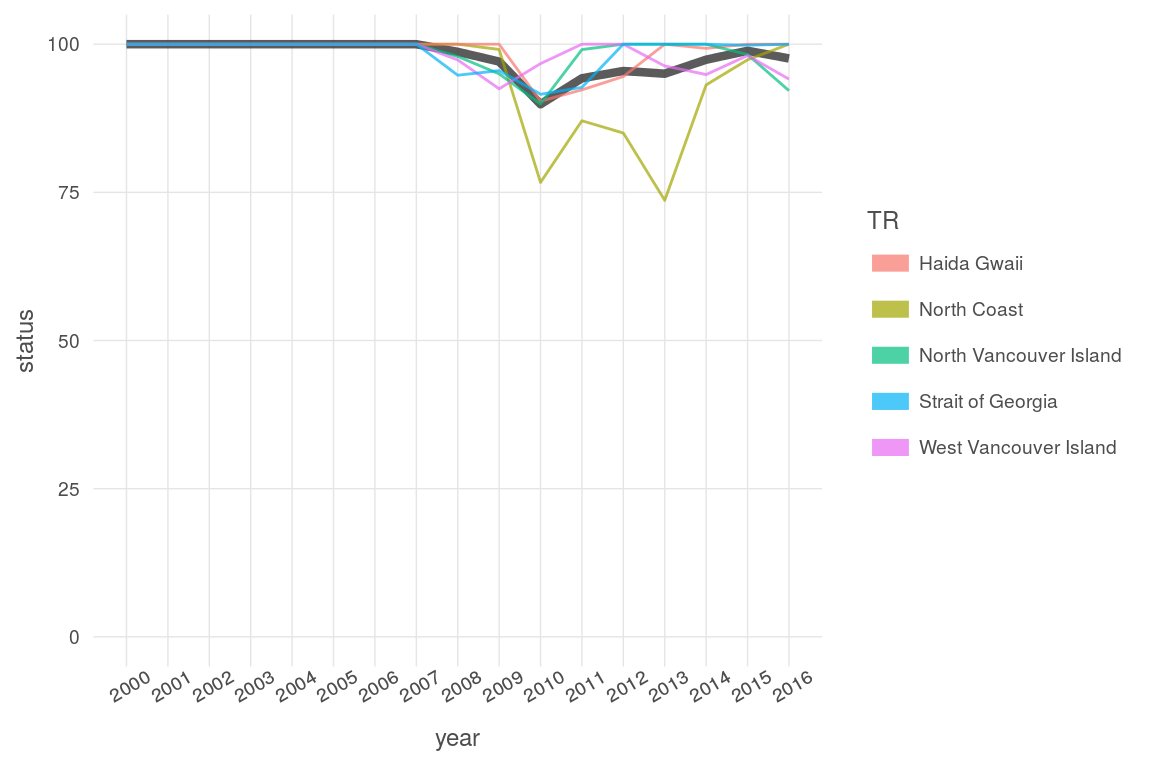 100
75
50
25
0
status
2000
2001
2002
2003
2004
2005
2006
2007
2008
2009
2010
2011
2012
2013
2014
2015
2016
year
TR
Haida Gwaii
North Coast
North Vancouver Island
Strait of Georgia
West Vancouver Island